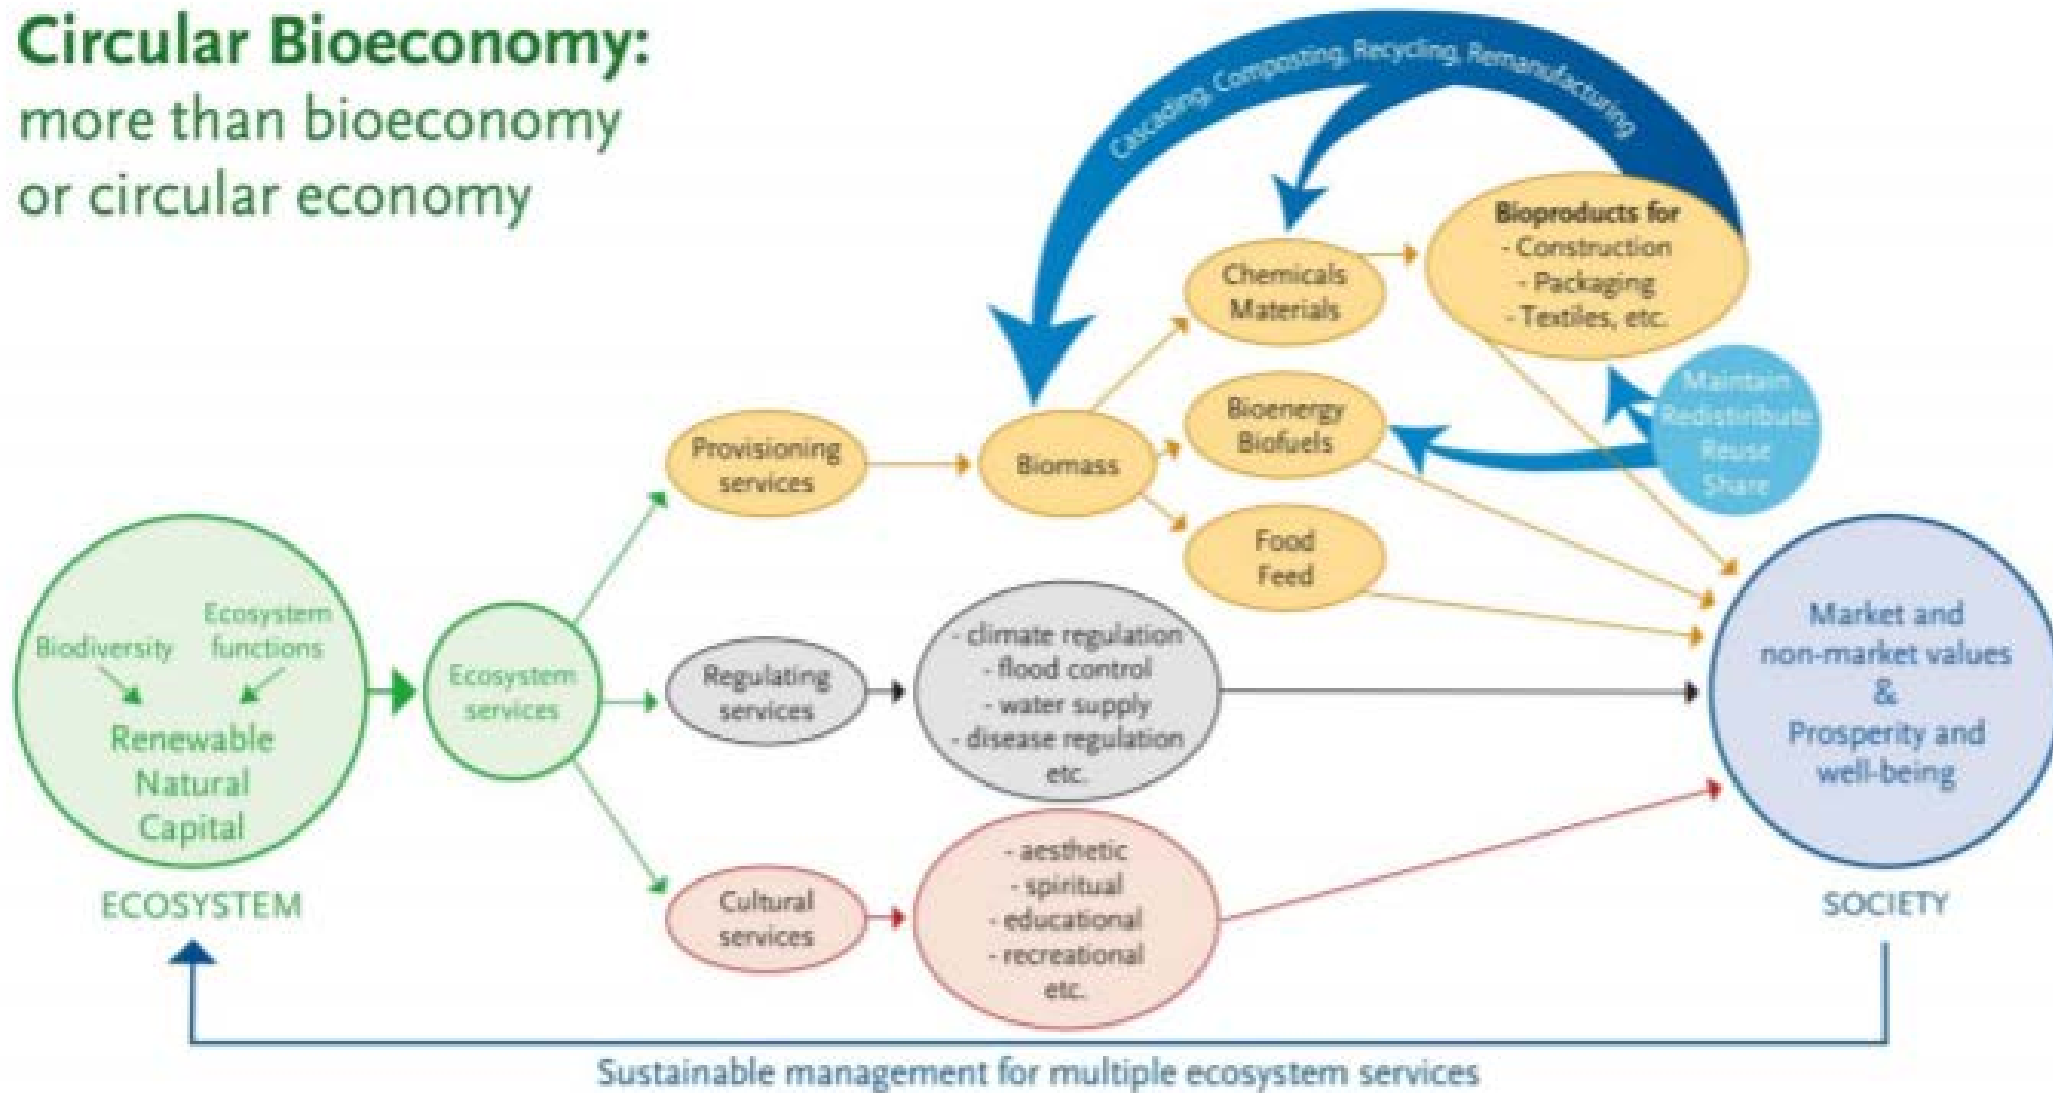 Circular Bioeconomy:
more than bioeconomy
or circular economy
Cascading, Composting, Recycling, Remanufacturing
Bioproducts for
- Construction
- Packaging
- Textiles, etc.
Chemicals
Materials
Maintain
Redistiribute
Reuse
Share
Bioenergy
Biofuels
Provisioning
services
Biomass
Food
Feed
Biodiversity
Ecosystem
functions
Renewable
Natural
Capital
ECOSYSTEM
Ecosystem
services
Regulating
services
- climate regulation
- flood control
- water supply
- disease regulation
etc.
Cultural
services
- aesthetic
- spiritual
- educational
- recreational
etc.
Market and
non-market values
&
Prosperity and
well-being
SOCIETY
Sustainable management for multiple ecosystem services